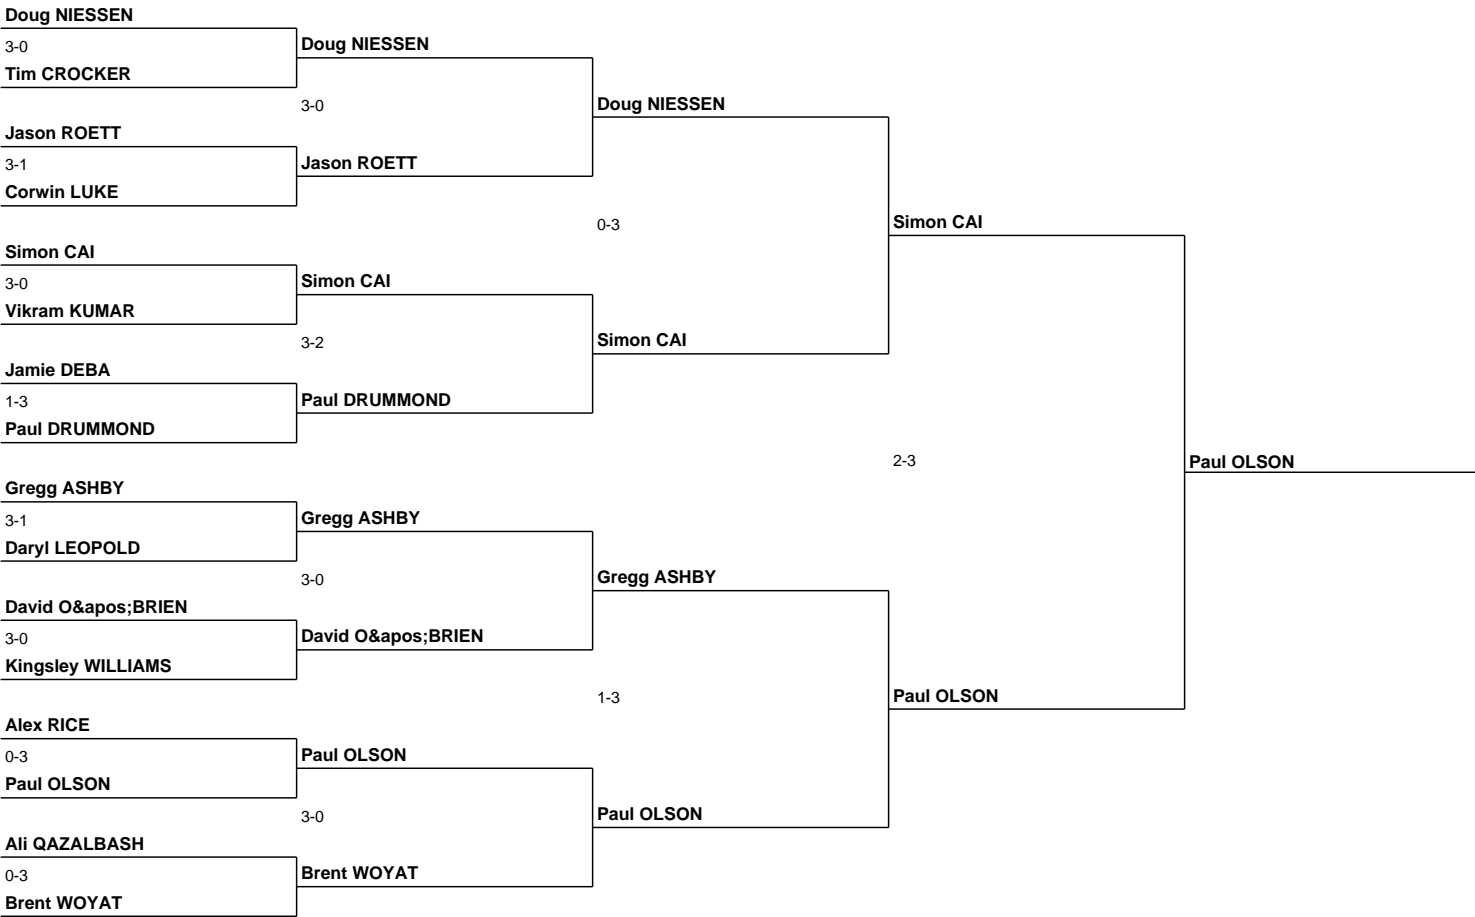 Doug NIESSEN
3-0
Tim CROCKER
Jason ROETT
3-1
Corwin LUKE
Simon CAI
3-0
Vikram KUMAR
Jamie DEBA
1-3
Paul DRUMMOND
Gregg ASHBY
3-1
Daryl LEOPOLD
David O&apos;BRIEN
3-0
Kingsley WILLIAMS
Alex RICE
0-3
Paul OLSON
Ali QAZALBASH
0-3
Brent WOYAT
Doug NIESSEN
3-0
Jason ROETT
Simon CAI
3-2
Paul DRUMMOND
Gregg ASHBY
3-0
David O&apos;BRIEN
Paul OLSON
3-0
Brent WOYAT
Doug NIESSEN
0-3
Simon CAI
Gregg ASHBY
1-3
Paul OLSON
Simon CAI
2-3
Paul OLSON
Paul OLSON